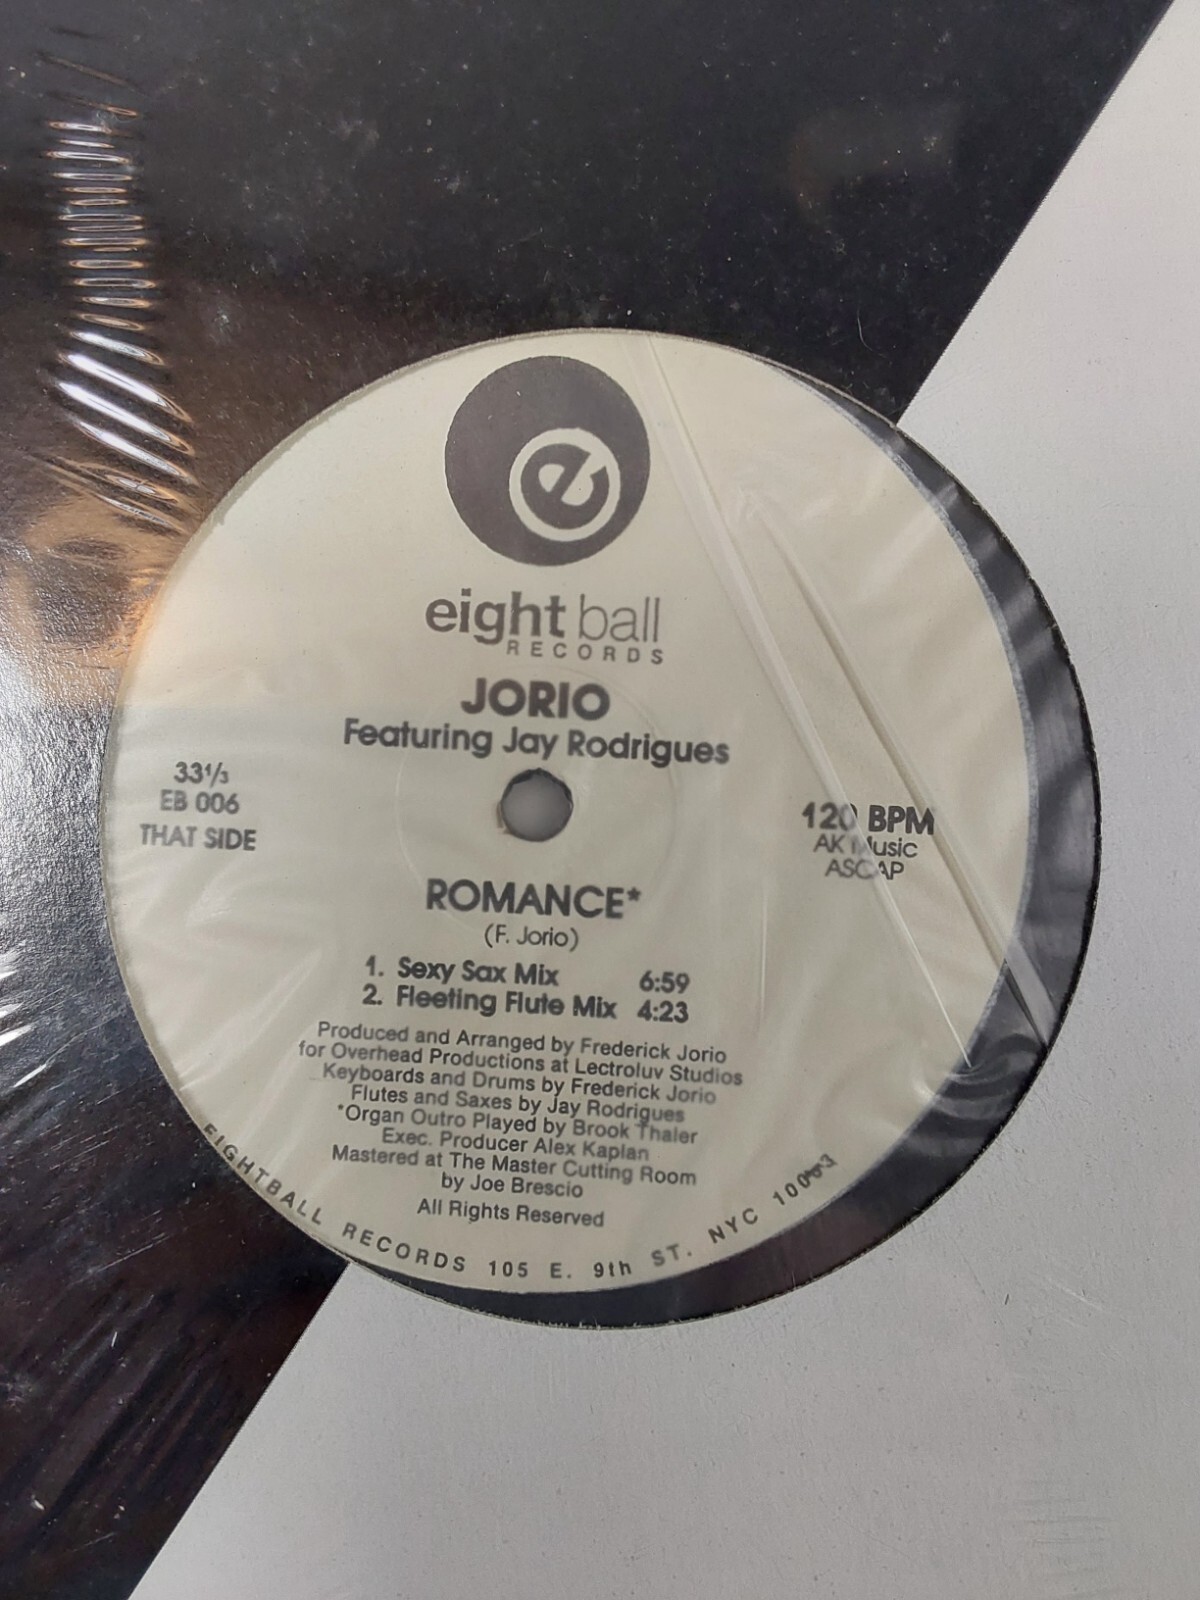 e
eight ball
RECORDS
JORIO
Featuring Jay Rodrigues
33 1/3
EB 006
THAT SIDE
120 BPM
AK Music
ASCAP
ROMANCE*
(F. Jorio)
1. Sexy Sax Mix 6:59
2. Fleeting Flute Mix 4:23
Produced and Arranged by Frederick Jorio
for Overhead Productions at Lectroluv Studios
Keyboards and Drums by Frederick Jorio
Flutes and Saxes by Jay Rodrigues
*Organ Outro Played by Brook Thaler
Exec. Producer Alex Kaplan
Mastered at The Master Cutting Room
by Joe Brescio
All Rights Reserved
EIGHTBALL RECORDS 105 E. 9th ST. NYC